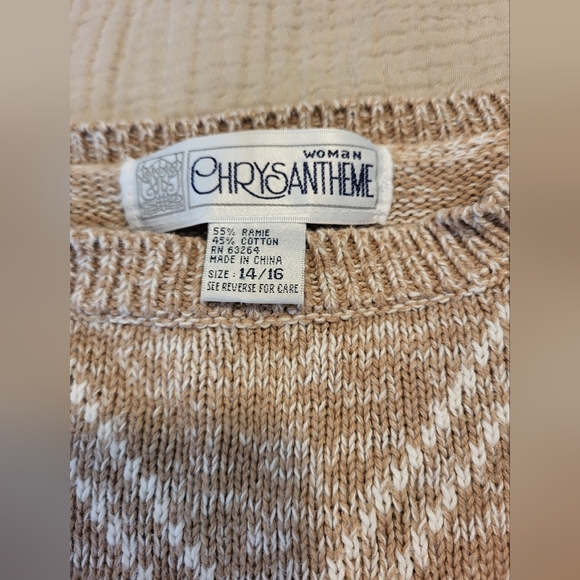 WOMAN
CHRYSANTHEME
55% RAMIE
45% COTTON
RN 63264
MADE IN CHINA
SIZE: 14/16
SEE REVERSE FOR CARE